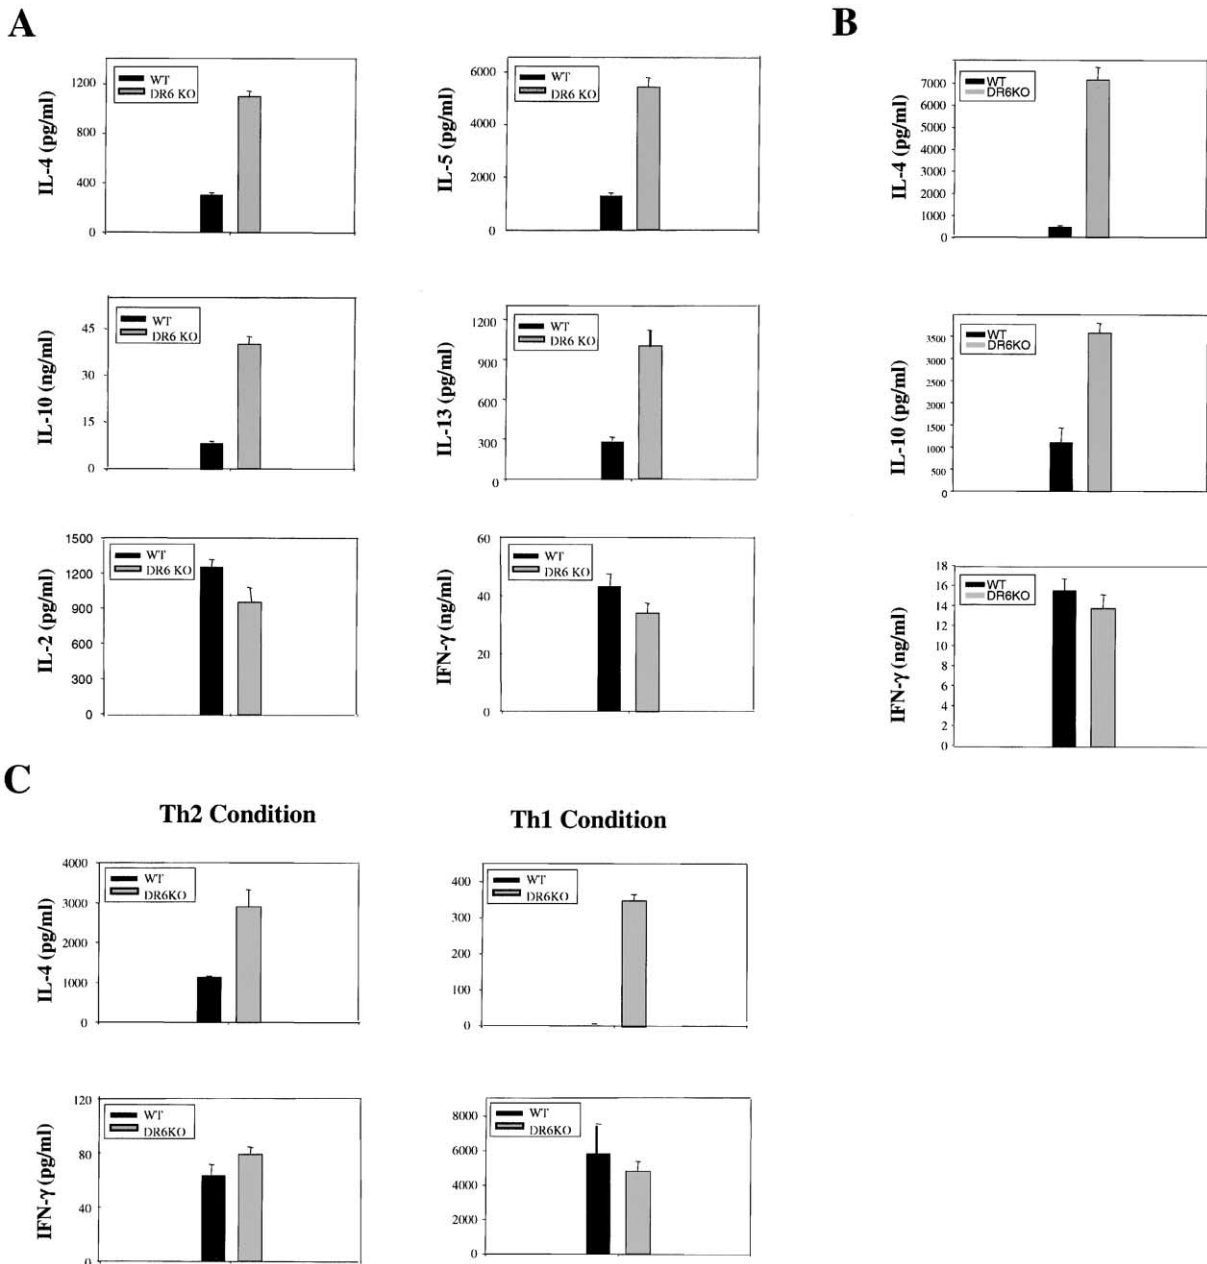 A
IL-4 (pg/ml)
1200
800
400
0
WT
DR6 KO
IL-5 (pg/ml)
6000
4000
2000
0
WT
DR6 KO
IL-10 (ng/ml)
45
30
15
0
WT
DR6 KO
IL-13 (pg/ml)
1200
900
600
300
0
WT
DR6 KO
IL-2 (pg/ml)
1500
1200
900
600
300
0
WT
DR6 KO
IFN-γ (ng/ml)
60
40
20
0
WT
DR6 KO
B
IL-4 (pg/ml)
7000
6000
5000
4000
3000
2000
1000
0
WT
DR6KO
IL-10 (pg/ml)
3500
3000
2500
2000
1500
1000
500
0
WT
DR6KO
IFN-γ (ng/ml)
18
16
14
12
10
8
6
4
2
0
WT
DR6KO
C
Th2 Condition
Th1 Condition
IL-4 (pg/ml)
4000
3000
2000
1000
0
WT
DR6KO
400
300
200
100
0
WT
DR6KO
IFN-γ (pg/ml)
120
80
40
0
WT
DR6KO
8000
6000
4000
2000
0
WT
DR6KO